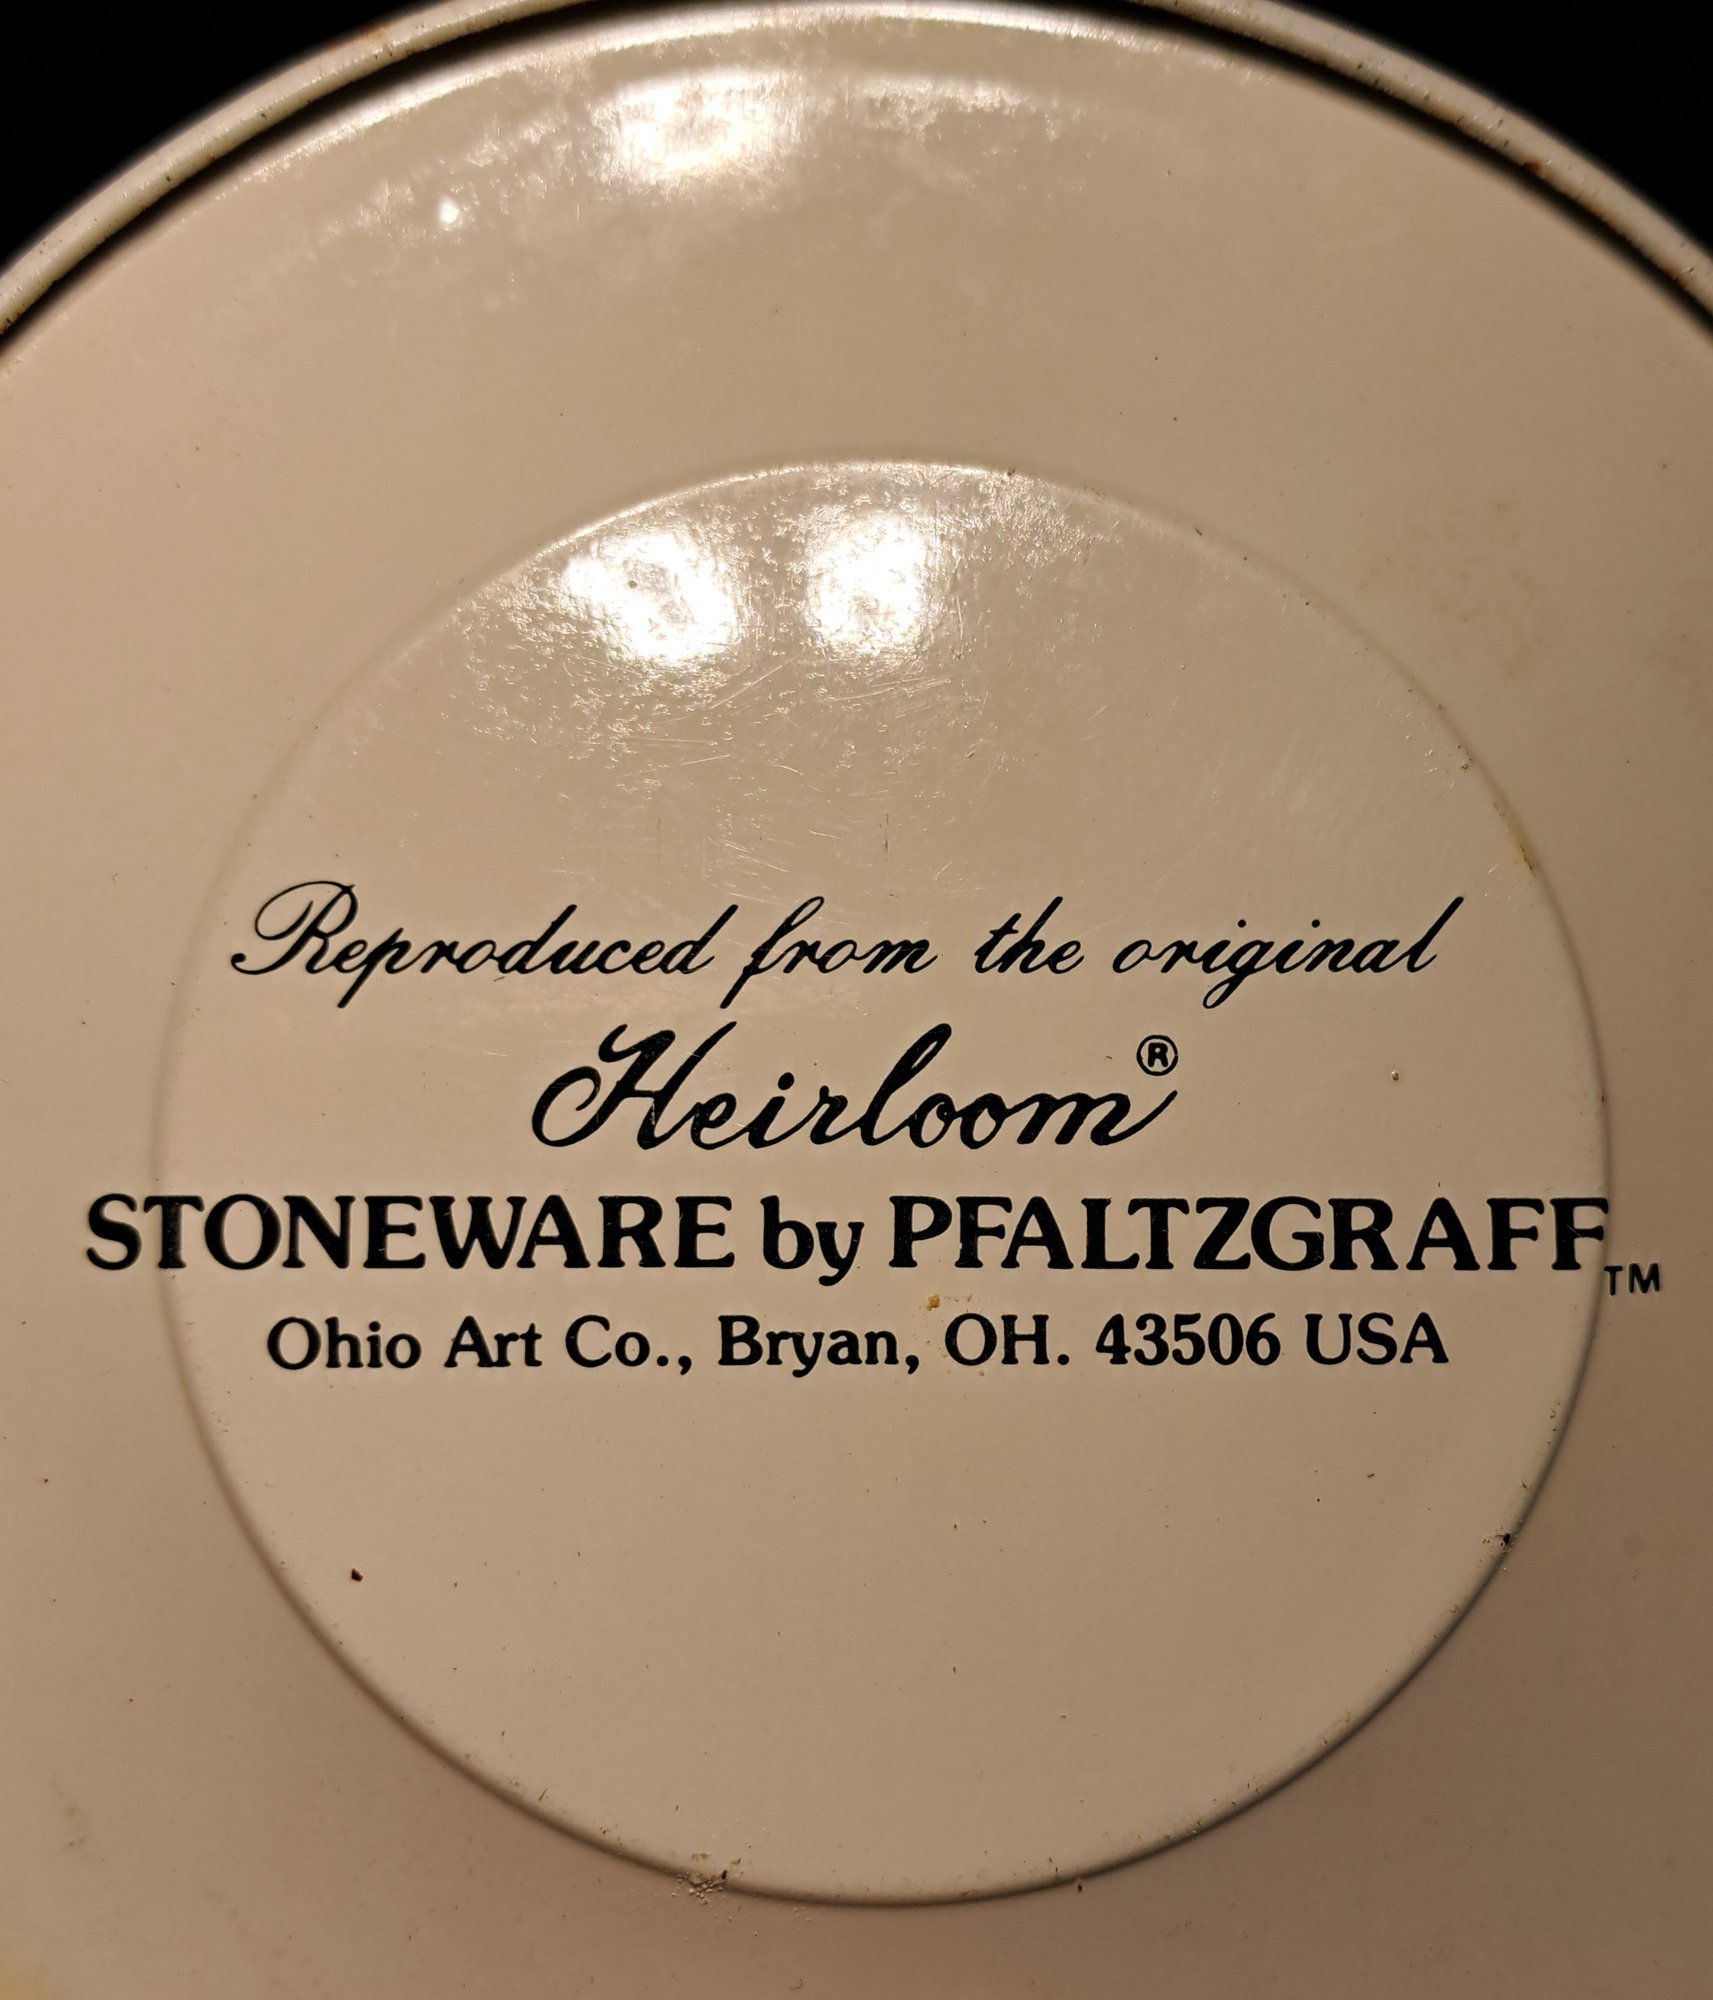 Reproduced from the original
Heirloom®
STONEWARE by PFALTZGRAFF™
Ohio Art Co., Bryan, OH. 43506 USA